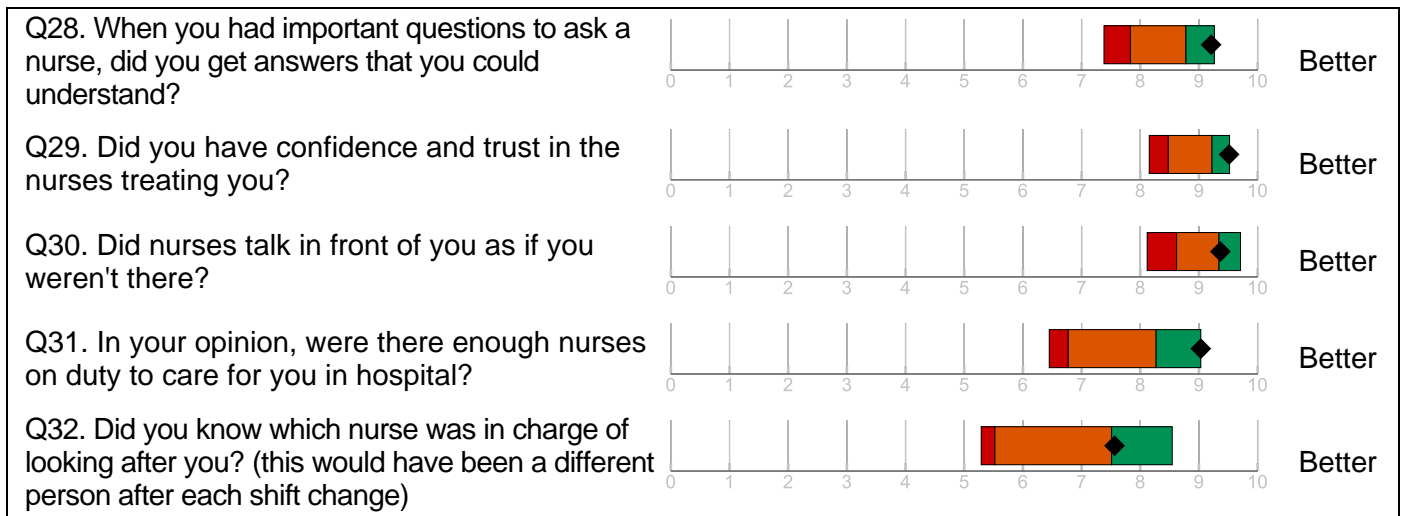 Q28. When you had important questions to ask a
nurse, did you get answers that you could
understand?
0 1 2 3 4 5 6 7 8 9 10
Better
Q29. Did you have confidence and trust in the
nurses treating you?
0 1 2 3 4 5 6 7 8 9 10
Better
Q30. Did nurses talk in front of you as if you
weren't there?
0 1 2 3 4 5 6 7 8 9 10
Better
Q31. In your opinion, were there enough nurses
on duty to care for you in hospital?
0 1 2 3 4 5 6 7 8 9 10
Better
Q32. Did you know which nurse was in charge of
looking after you? (this would have been a different
person after each shift change)
0 1 2 3 4 5 6 7 8 9 10
Better